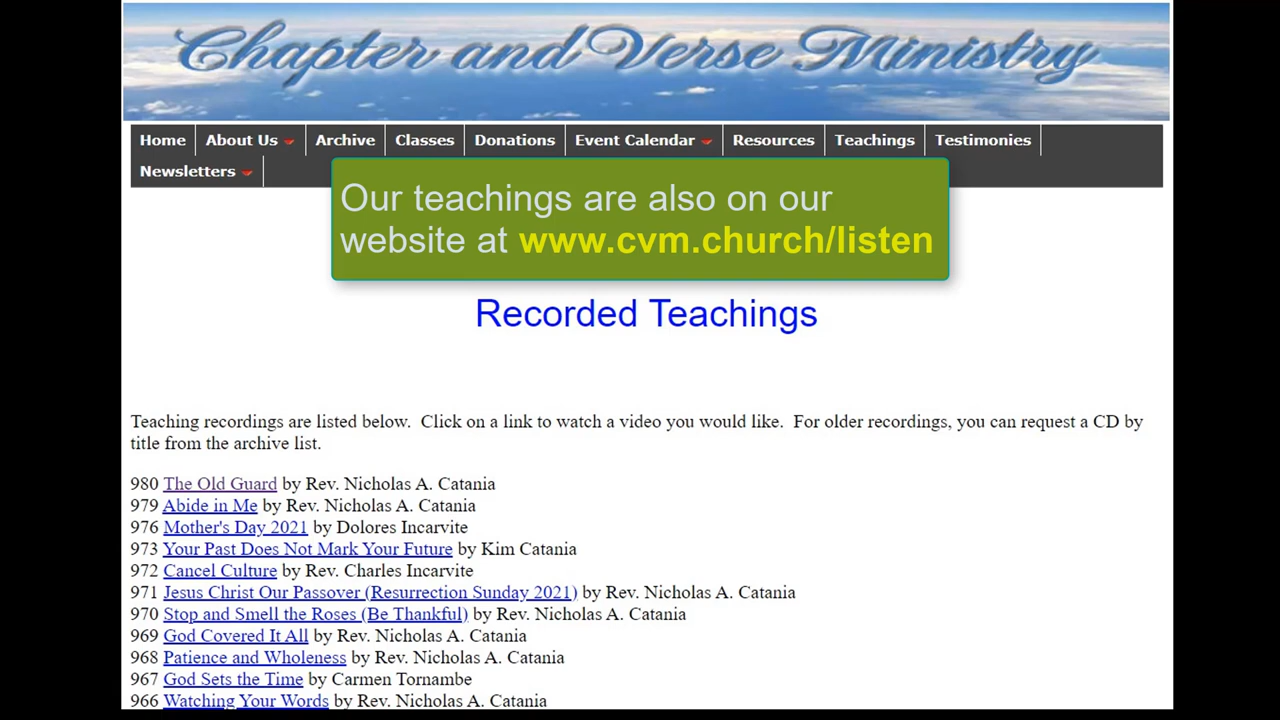 Chapter and Verse Ministry
Home About Us Archive Classes Donations Event Calendar Resources Teachings Testimonies
Newsletters
Our teachings are also on our
website at www.cvm.church/listen
Recorded Teachings
Teaching recordings are listed below. Click on a link to watch a video you would like. For older recordings, you can request a CD by
title from the archive list.
980 The Old Guard by Rev. Nicholas A. Catania
979 Abide in Me by Rev. Nicholas A. Catania
976 Mother's Day 2021 by Dolores Incarvite
973 Your Past Does Not Mark Your Future by Kim Catania
972 Cancel Culture by Rev. Charles Incarvite
971 Jesus Christ Our Passover (Resurrection Sunday 2021) by Rev. Nicholas A. Catania
970 Stop and Smell the Roses (Be Thankful) by Rev. Nicholas A. Catania
969 God Covered It All by Rev. Nicholas A. Catania
968 Patience and Wholeness by Rev. Nicholas A. Catania
967 God Sets the Time by Carmen Tornambe
966 Watching Your Words by Rev. Nicholas A. Catania